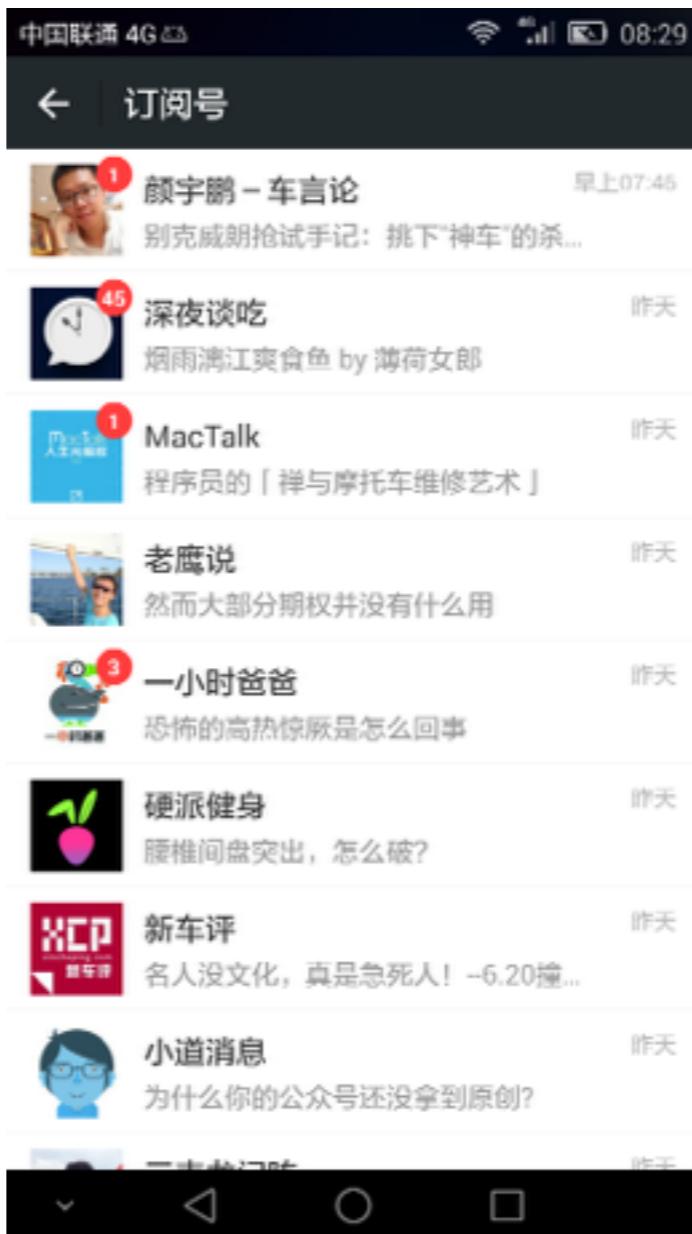 中国联通 4G
4G
08:29
订阅号
1
颜宇鹏 – 车言论
早上07:46
别克威朗抢试手记：挑下"神车"的杀...
45
深夜谈吃
昨天
烟雨漓江爽食鱼 by 薄荷女郎
1
MacTalk
昨天
程序员的「禅与摩托车维修艺术」
老鹰说
昨天
然而大部分期权并没有什么用
3
一小时爸爸
昨天
恐怖的高热惊厥是怎么回事
硬派健身
昨天
腰椎间盘突出，怎么破?
XCP
新车评
新车评
昨天
名人没文化，真是急死人！--6.20撞...
小道消息
昨天
为什么你的公众号还没拿到原创?